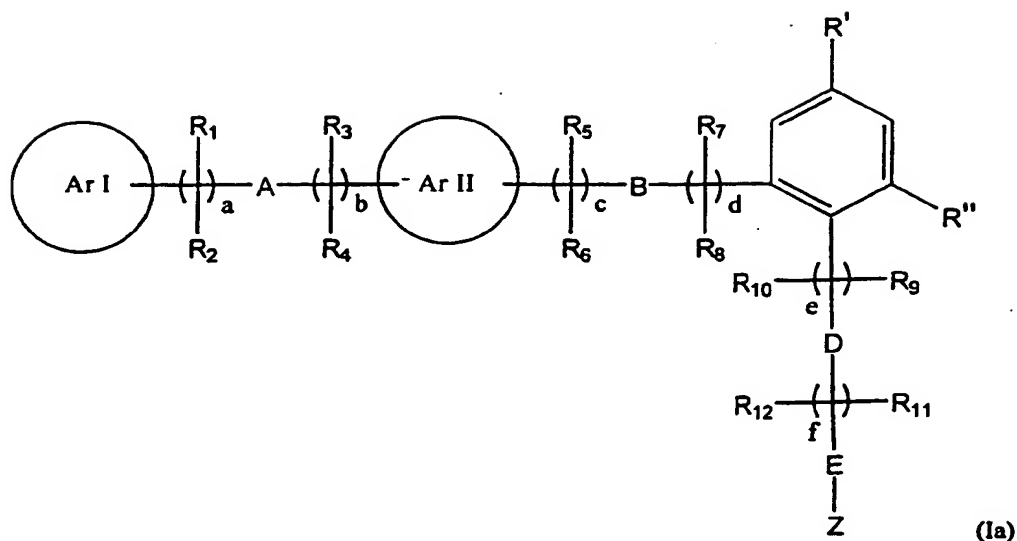 R'
R₁ R₃ R₅ R₇
Ar I ( ) a A ( ) b - Ar II ( ) c B ( ) d
R''
R₂ R₄ R₆ R₈
R₁₀ ( ) R₉
e
D
R₁₂ ( ) R₁₁
f
E
Z
(Ia)